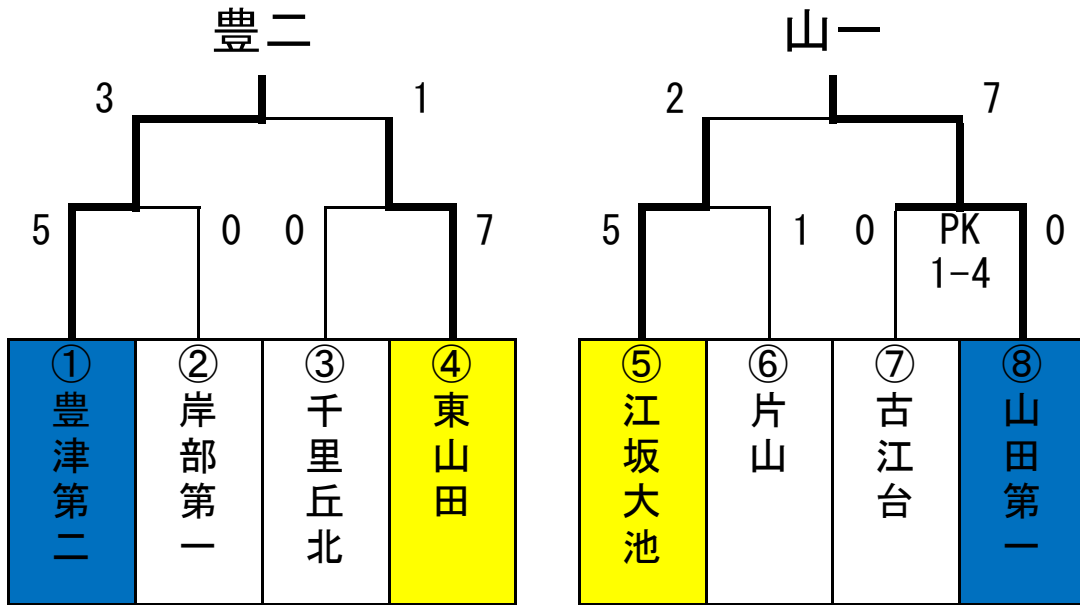 豊二
山一
3
1
2
7
5
0
0
7
5
1
0
PK
1-4
0
①豊津第二
②岸部第一
③千里丘北
④東山田
⑤江坂大池
⑥片山
⑦古江台
⑧山田第一